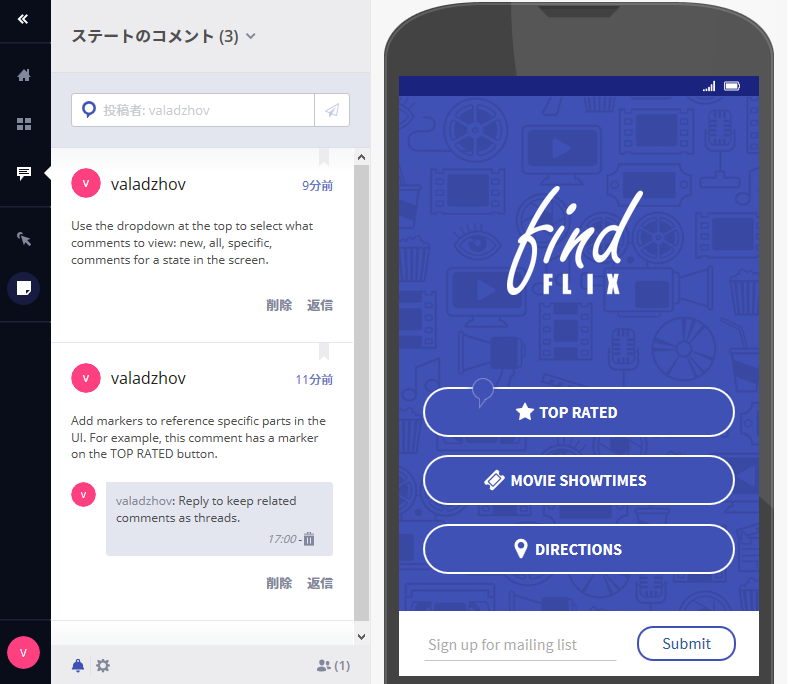 ステートのコメント (3)
投稿者: valadzhov
v
valadzhov
9分前
Use the dropdown at the top to select what
comments to view: new, all, specific,
comments for a state in the screen.
削除 返信
v
valadzhov
11分前
Add markers to reference specific parts in the
UI. For example, this comment has a marker
on the TOP RATED button.
v
valadzhov: Reply to keep related
comments as threads.
17:00 -
削除 返信
v
(1)
find
FLIX
TOP RATED
MOVIE SHOWTIMES
DIRECTIONS
Sign up for mailing list
Submit